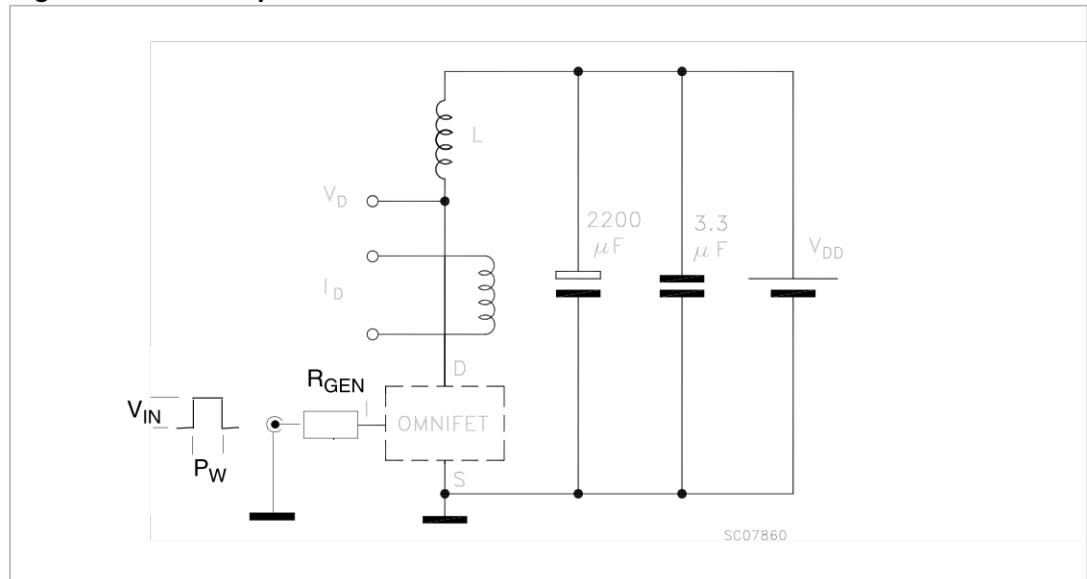 L
V_D
2200
μF
3.3
μF
V_DD
I_D
D
R_GEN
I
V_IN
OMNIFET
P_W
S
SC07860